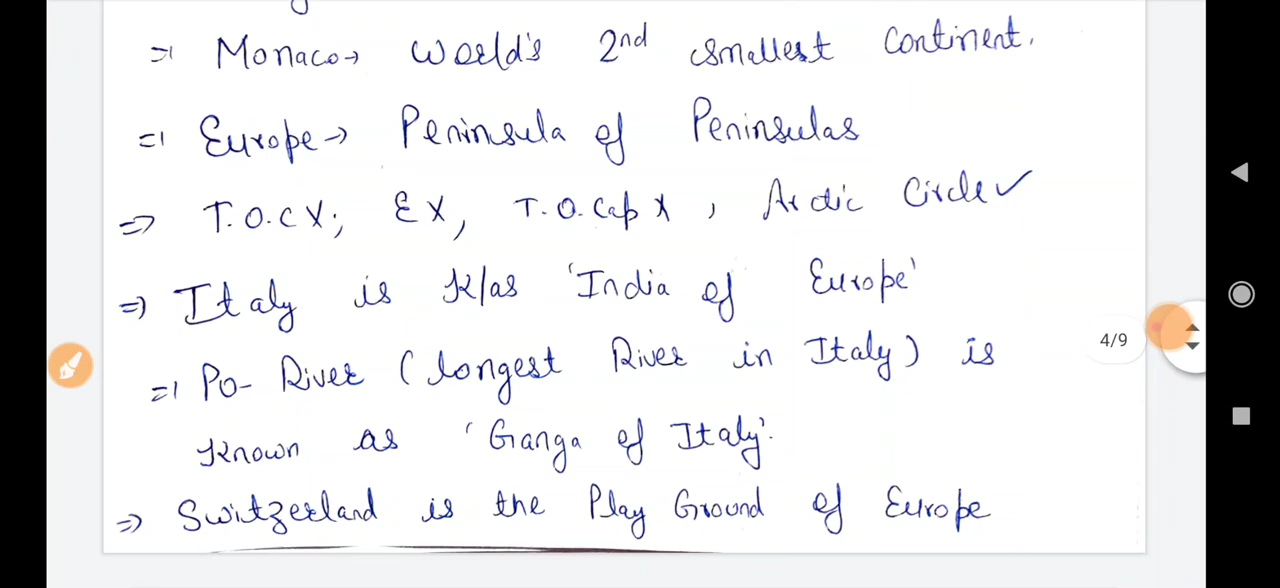 =) Monaco → World's 2nd smallest Continent.
=) Europe → Peninsula of Peninsulas
=> T.O.C X; E X, T.O.Cap X, Arctic Circle ✓
=) Italy is K/as 'India of Europe'
=) Po-River (longest River in Italy) is
Known as 'Ganga of Italy'.
=> Switzerland is the Play Ground of Europe
4/9